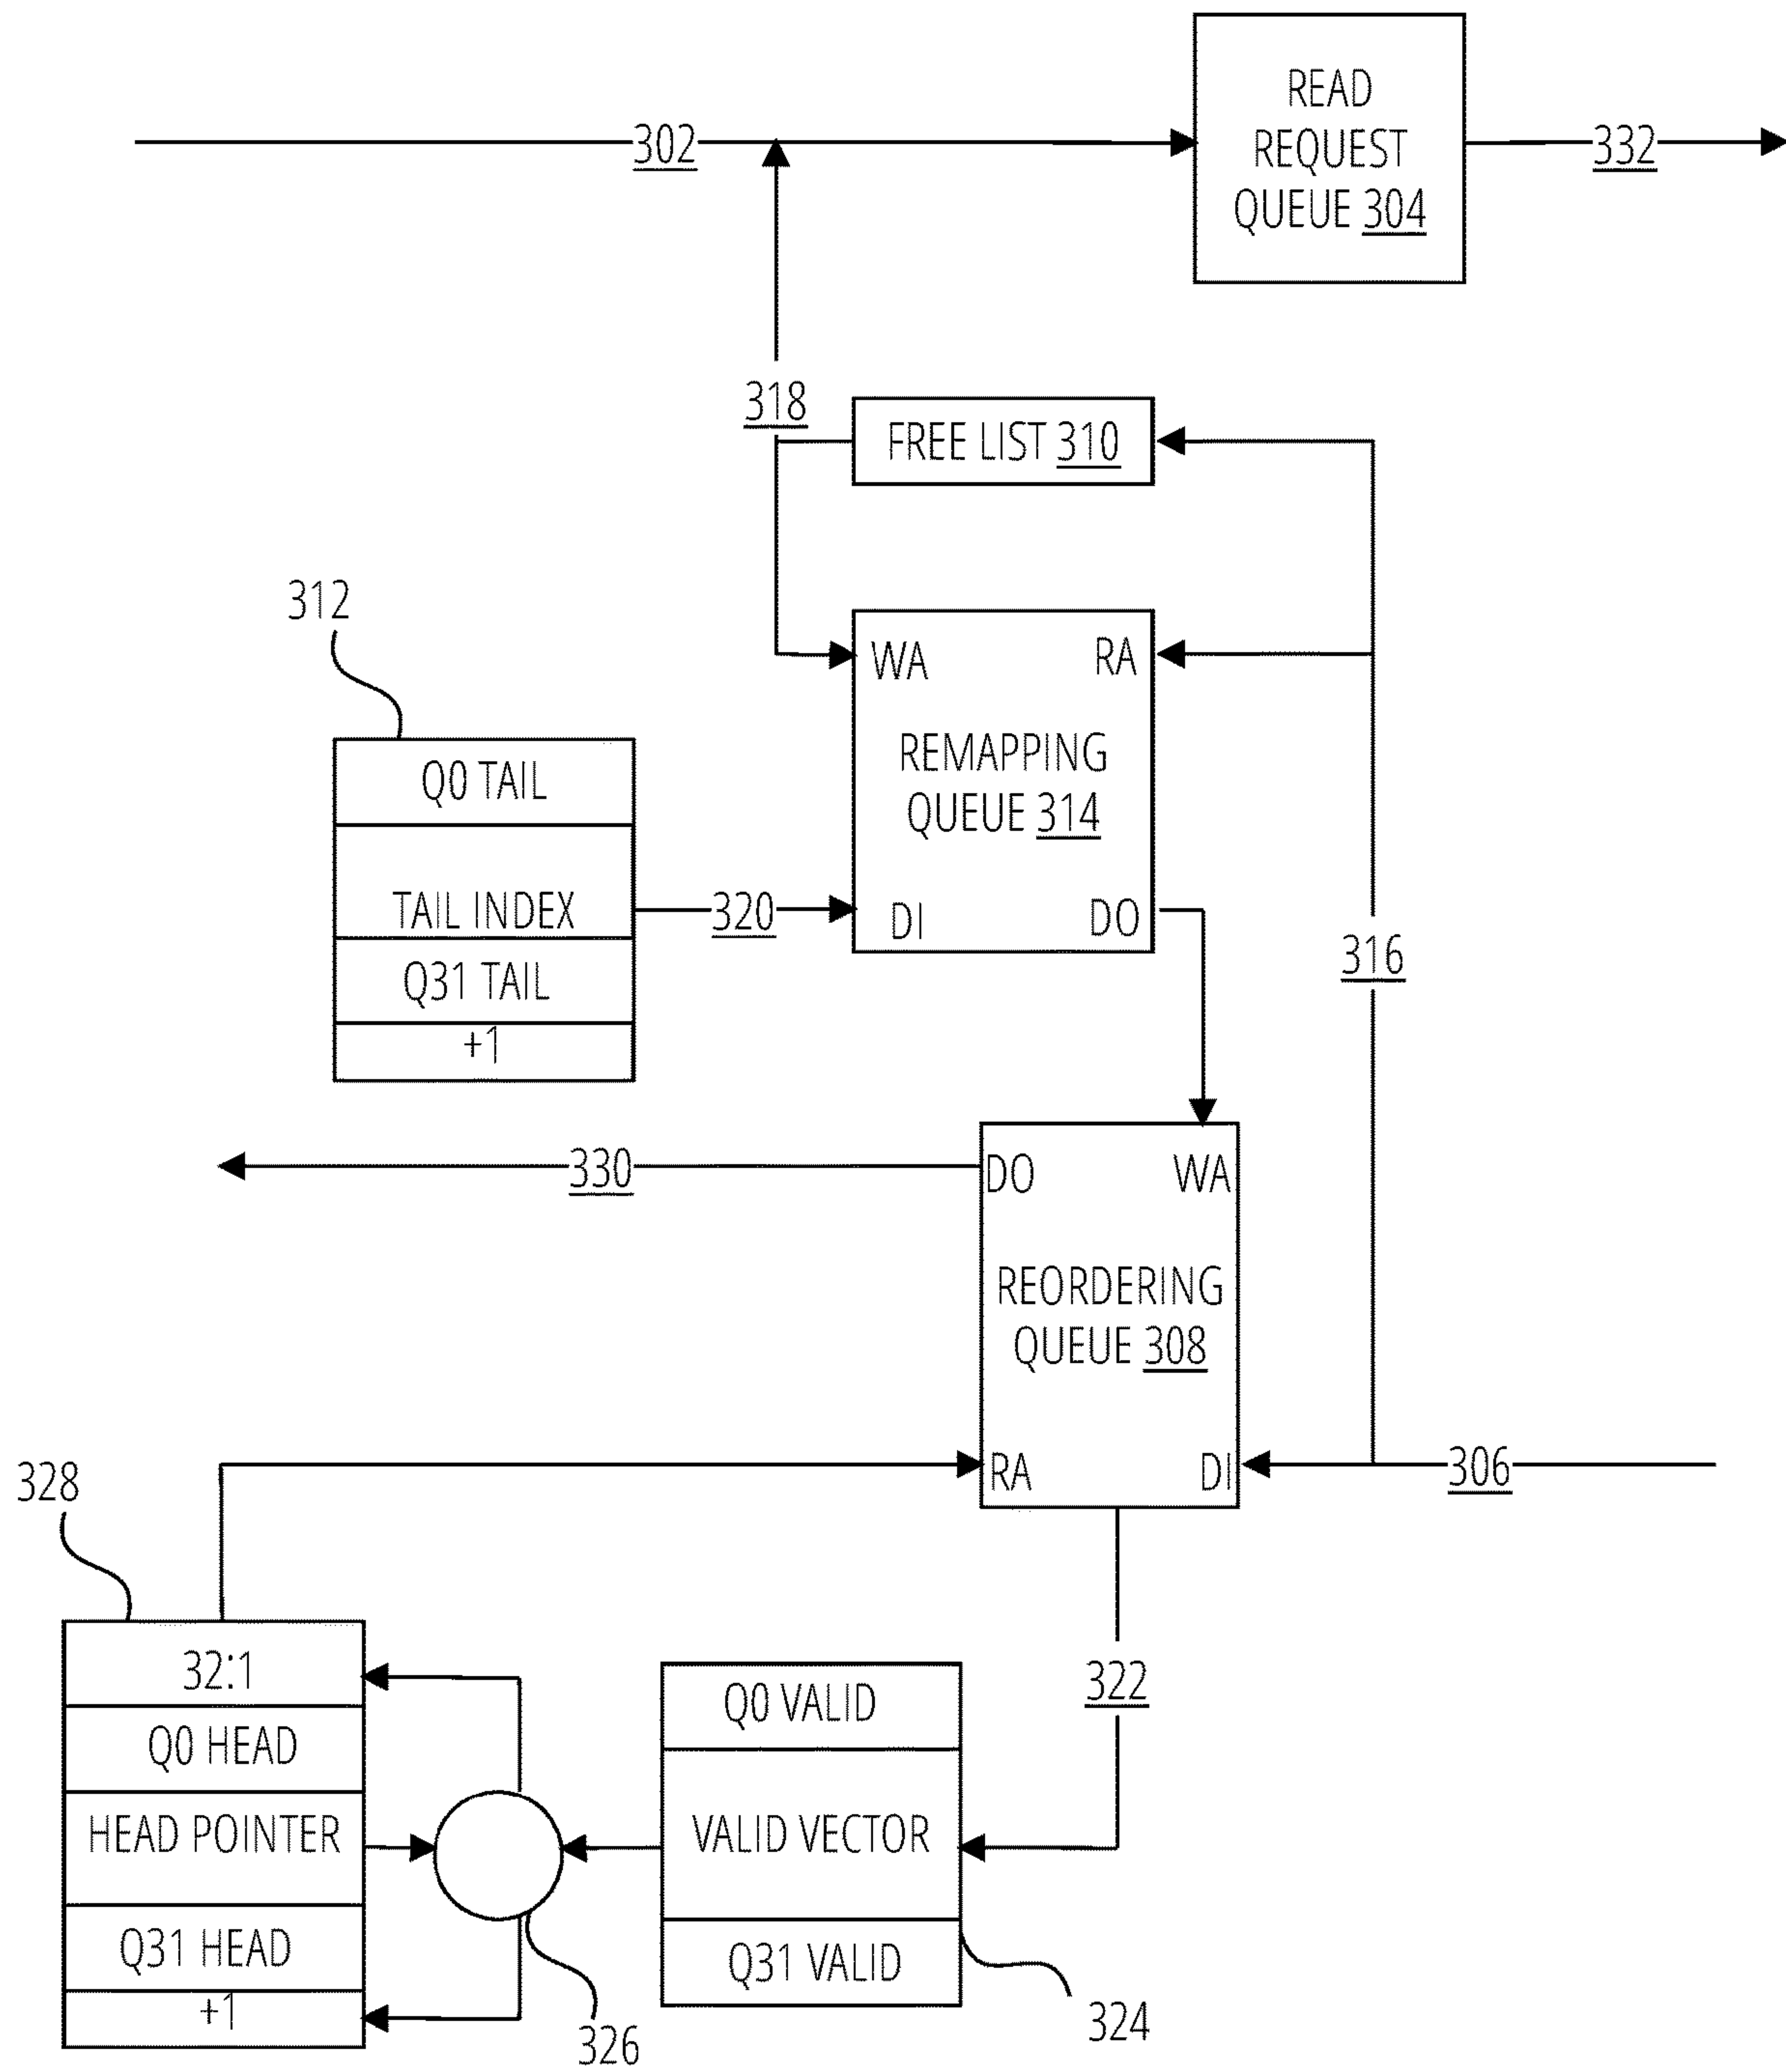 READ
REQUEST
QUEUE 304
302
332
318
FREE LIST 310
312
WA
RA
REMAPPING
QUEUE 314
DI
DO
Q0 TAIL
TAIL INDEX
Q31 TAIL
+1
320
316
330
DO
WA
REORDERING
QUEUE 308
RA
DI
306
328
322
32:1
Q0 HEAD
HEAD POINTER
Q31 HEAD
+1
Q0 VALID
VALID VECTOR
Q31 VALID
326
324